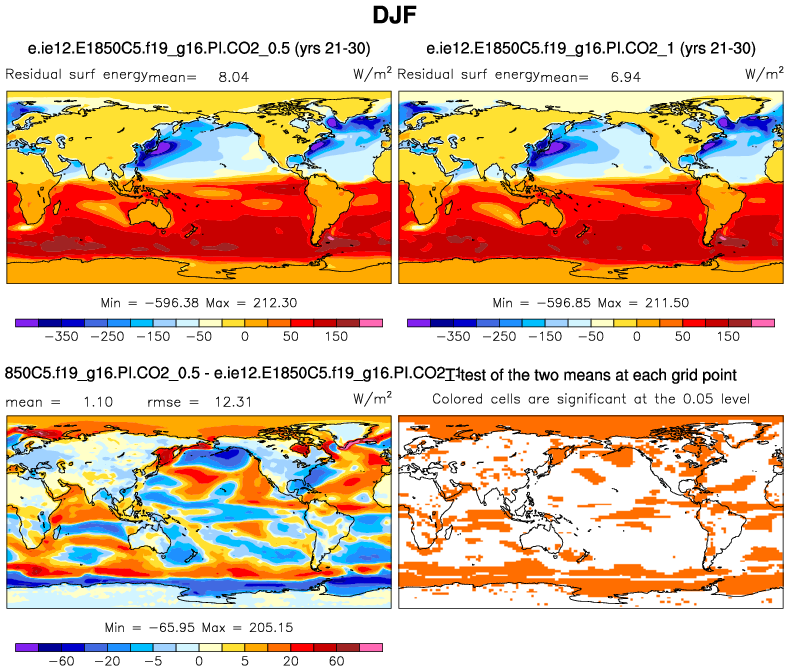 DJF
e.ie12.E1850C5.f19_g16.PI.CO2_0.5 (yrs 21-30)
Residual surf energy mean= 8.04 W/m²
Min = −596.38 Max = 212.30
−350 −250 −150 −50 0 50 150
e.ie12.E1850C5.f19_g16.PI.CO2_1 (yrs 21-30)
Residual surf energy mean= 6.94 W/m²
Min = −596.85 Max = 211.50
−350 −250 −150 −50 0 50 150
850C5.f19_g16.PI.CO2_0.5 - e.ie12.E1850C5.f19_g16.PI.CO2_1
mean = 1.10 rmse = 12.31 W/m²
Min = −65.95 Max = 205.15
−60 −20 −5 0 5 20 60
T-test of the two means at each grid point
Colored cells are significant at the 0.05 level